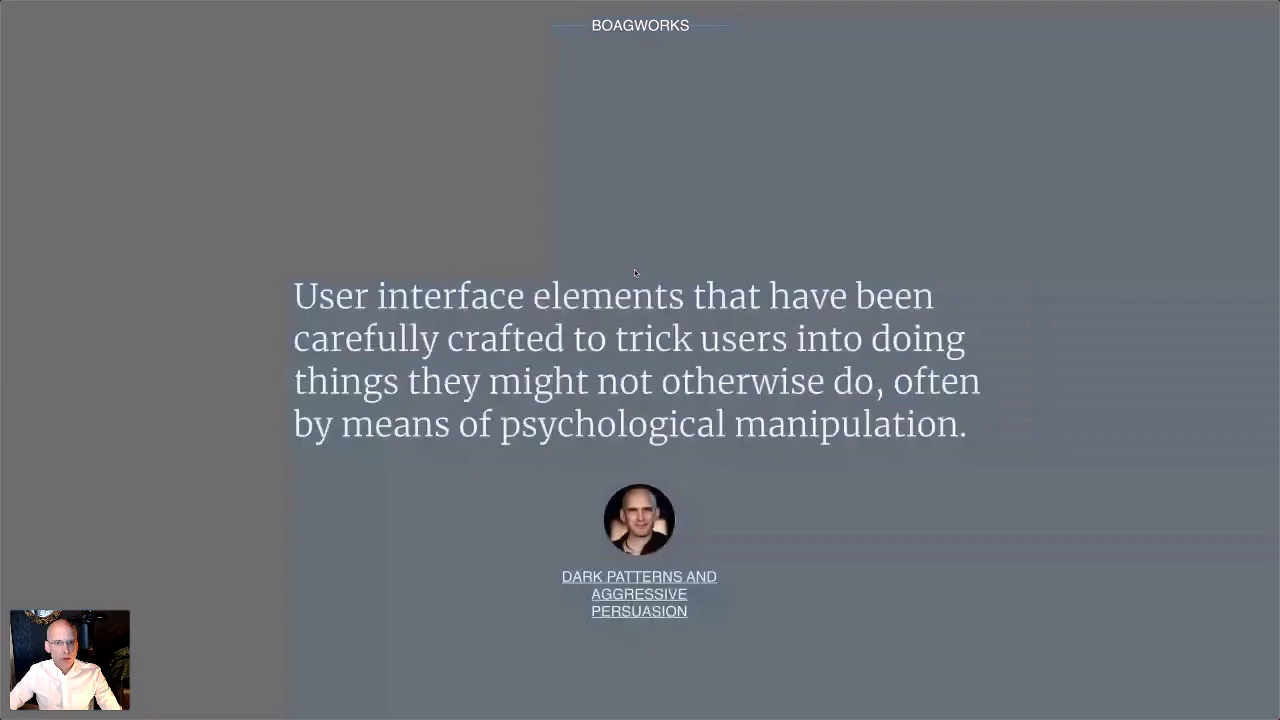 BOAGWORKS
User interface elements that have been
carefully crafted to trick users into doing
things they might not otherwise do, often
by means of psychological manipulation.
DARK PATTERNS AND
AGGRESSIVE
PERSUASION